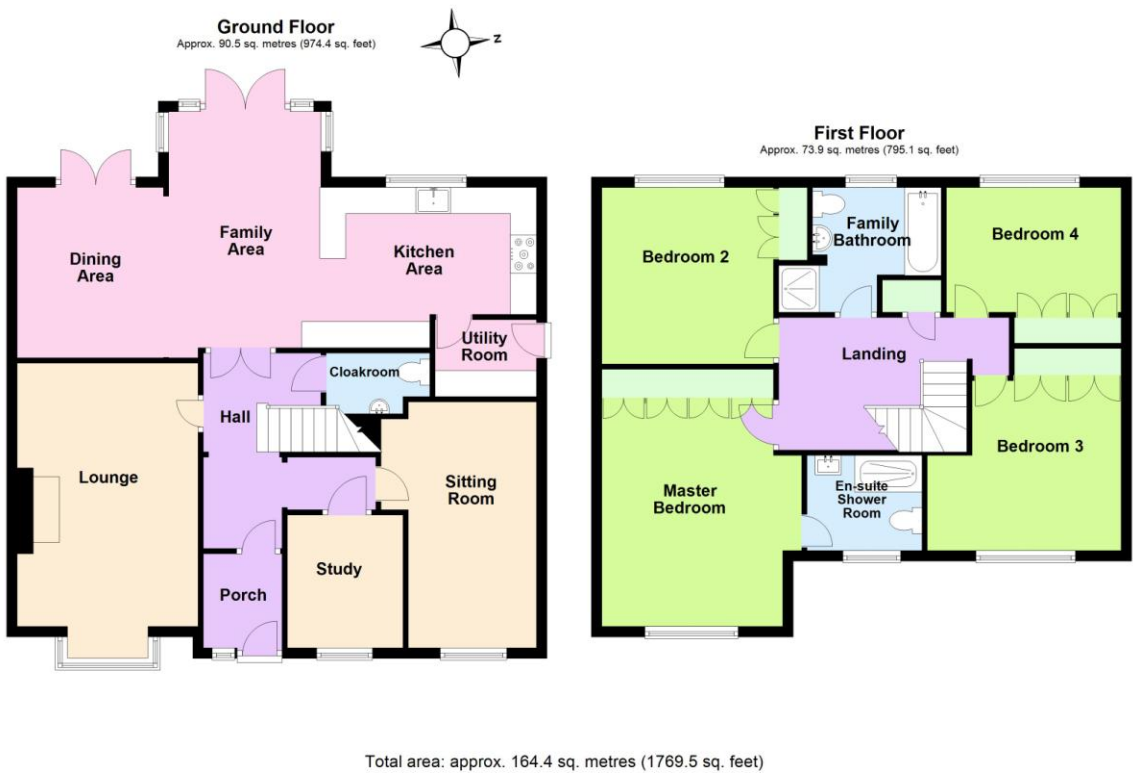 Ground Floor
Approx. 90.5 sq. metres (974.4 sq. feet)
Z
Dining
Area
Family
Area
Kitchen
Area
Utility
Room
Cloakroom
Hall
Lounge
Sitting
Room
Study
Porch
First Floor
Approx. 73.9 sq. metres (795.1 sq. feet)
Bedroom 2
Family
Bathroom
Bedroom 4
Landing
Master
Bedroom
En-suite
Shower
Room
Bedroom 3
Total area: approx. 164.4 sq. metres (1769.5 sq. feet)